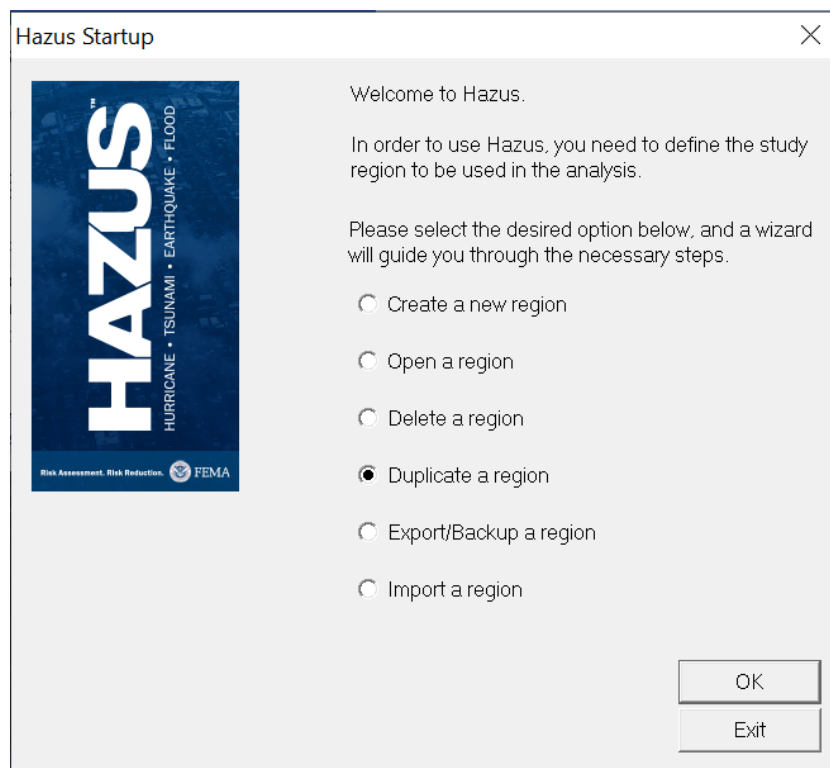 Hazus Startup
HAZUS™
HURRICANE • TSUNAMI • EARTHQUAKE • FLOOD
Risk Assessment. Risk Reduction. FEMA
Welcome to Hazus.
In order to use Hazus, you need to define the study
region to be used in the analysis.
Please select the desired option below, and a wizard
will guide you through the necessary steps.
Create a new region
Open a region
Delete a region
Duplicate a region
Export/Backup a region
Import a region
OK
Exit